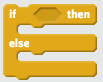 if then
else